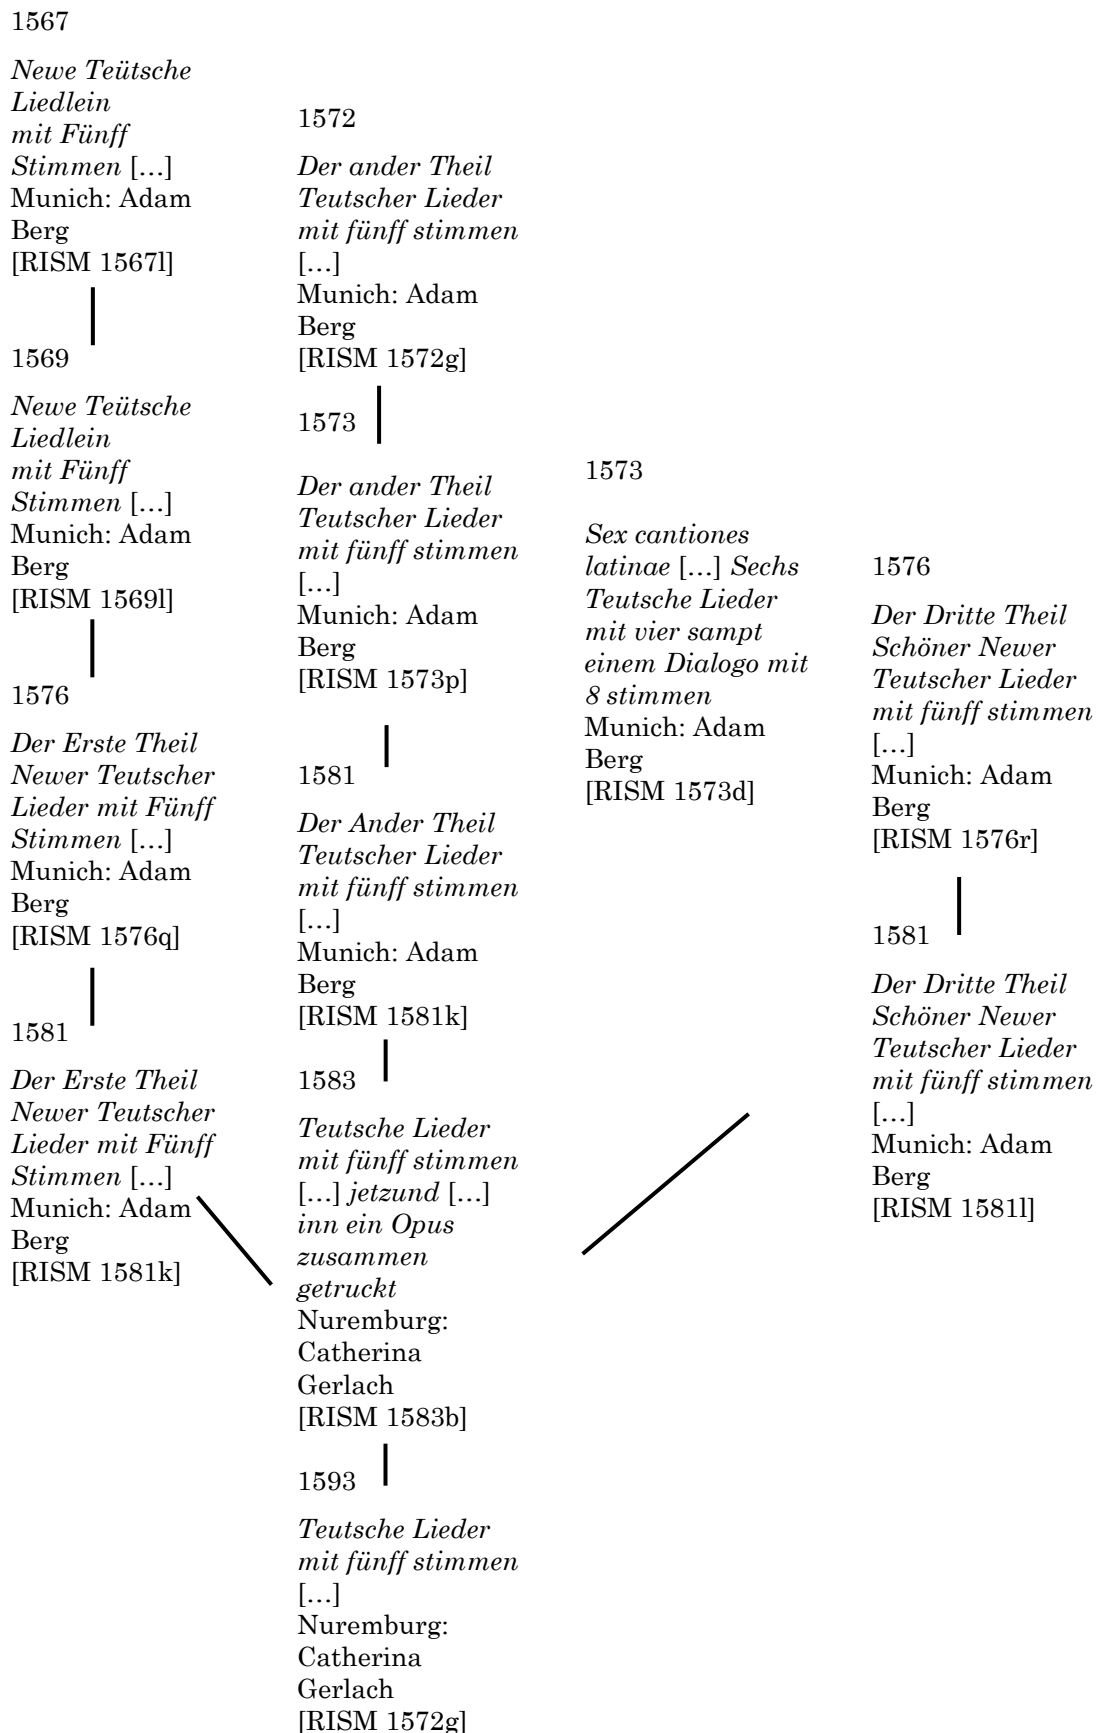 1567
Newe Teütsche
Liedlein
mit Fünff
Stimmen […]
Munich: Adam
Berg
[RISM 1567l]
1569
Newe Teütsche
Liedlein
mit Fünff
Stimmen […]
Munich: Adam
Berg
[RISM 1569l]
1576
Der Erste Theil
Newer Teutscher
Lieder mit Fünff
Stimmen […]
Munich: Adam
Berg
[RISM 1576q]
1581
Der Erste Theil
Newer Teutscher
Lieder mit Fünff
Stimmen […]
Munich: Adam
Berg
[RISM 1581k]
1572
Der ander Theil
Teutscher Lieder
mit fünff stimmen
[…]
Munich: Adam
Berg
[RISM 1572g]
1573
Der ander Theil
Teutscher Lieder
mit fünff stimmen
[…]
Munich: Adam
Berg
[RISM 1573p]
1581
Der Ander Theil
Teutscher Lieder
mit fünff stimmen
[…]
Munich: Adam
Berg
[RISM 1581k]
1583
Teutsche Lieder
mit fünff stimmen
[…] jetzund […]
inn ein Opus
zusammen
getruckt
Nuremburg:
Catherina
Gerlach
[RISM 1583b]
1593
Teutsche Lieder
mit fünff stimmen
[…]
Nuremburg:
Catherina
Gerlach
[RISM 1572g]
1573
Sex cantiones
latinae […] Sechs
Teutsche Lieder
mit vier sampt
einem Dialogo mit
8 stimmen
Munich: Adam
Berg
[RISM 1573d]
1576
Der Dritte Theil
Schöner Newer
Teutscher Lieder
mit fünff stimmen
[…]
Munich: Adam
Berg
[RISM 1576r]
1581
Der Dritte Theil
Schöner Newer
Teutscher Lieder
mit fünff stimmen
[…]
Munich: Adam
Berg
[RISM 1581l]